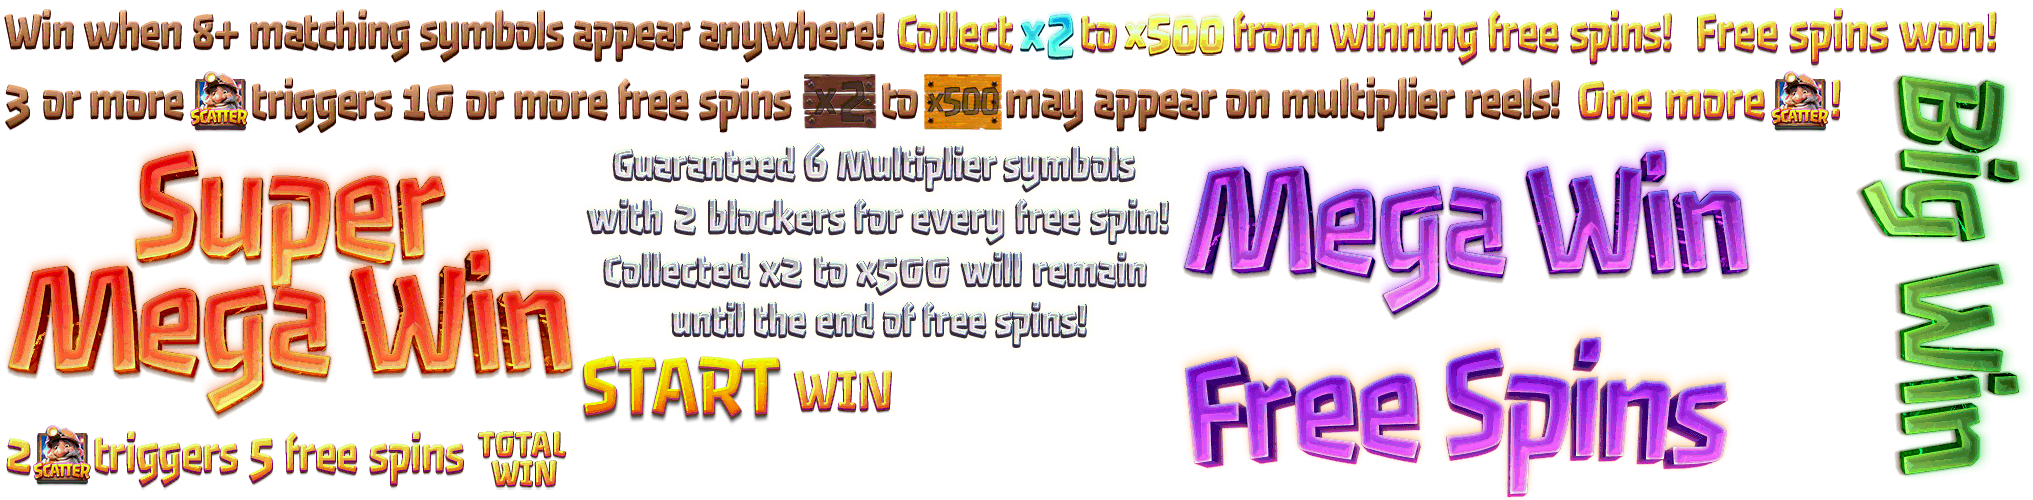 Win when 8+ matching symbols appear anywhere!
Collect x2 to x500 from winning free spins!
Free spins won!
3 or more SCATTER triggers 10 or more free spins
x2 to x500 may appear on multiplier reels!
One more SCATTER!
Super
Mega Win
Guaranteed 6 Multiplier symbols
with 2 blockers for every free spin!
Collected x2 to x500 will remain
until the end of free spins!
Mega Win
Big Win
START
WIN
Free Spins
2 SCATTER triggers 5 free spins
TOTAL
WIN